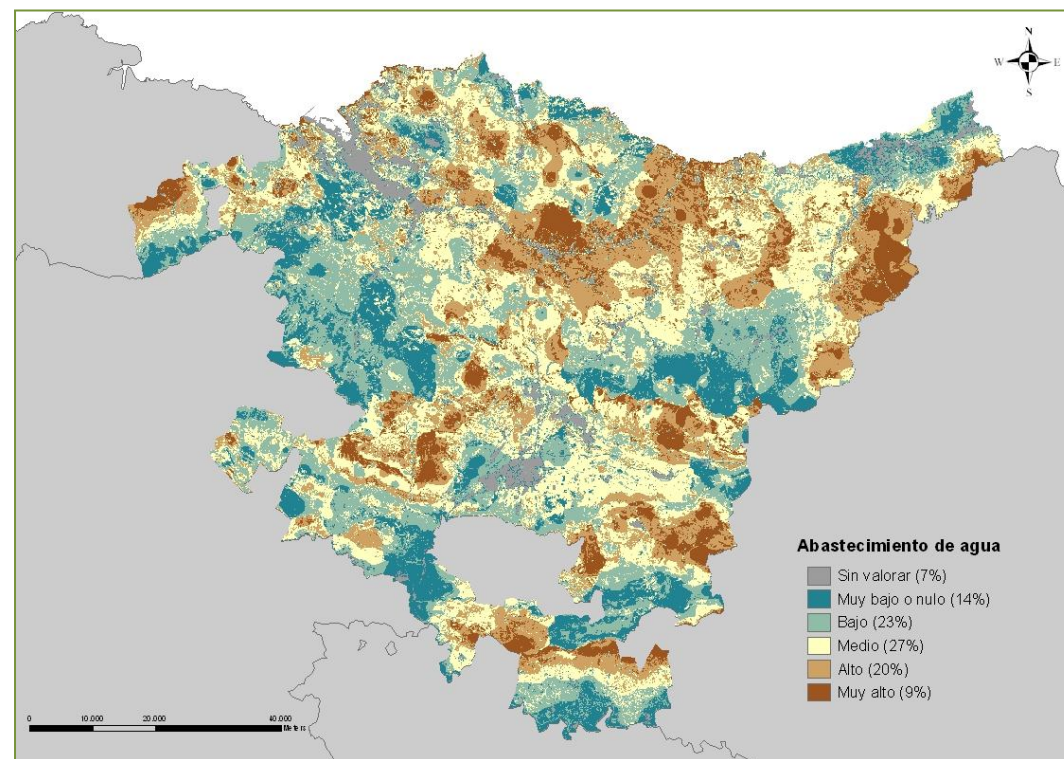 N
W E
S
Abastecimiento de agua
Sin valorar (7%)
Muy bajo o nulo (14%)
Bajo (23%)
Medio (27%)
Alto (20%)
Muy alto (9%)
0 10.000 20.000 40.000
Meters